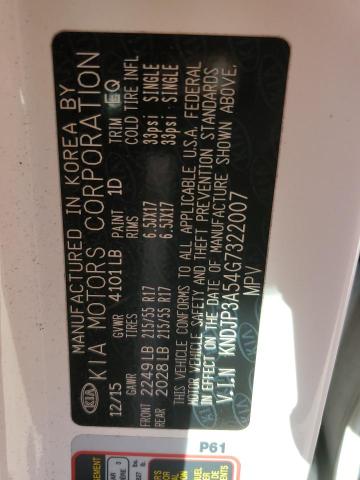 MANUFACTURED IN KOREA BY
KIA MOTORS CORPORATION
KIA
12/15 GVWR 4101LB PAINT 1D TRIM EQ
GAWR TIRES RIMS COLD TIRE INFL.
FRONT 2249LB 215/55 R17 6.5JX17 33psi SINGLE
REAR 2028LB 215/55 R17 6.5JX17 33psi SINGLE
THIS VEHICLE CONFORMS TO ALL APPLICABLE U.S.A. FEDERAL
MOTOR VEHICLE SAFETY AND THEFT PREVENTION STANDARDS
IN EFFECT ON THE DATE OF MANUFACTURE SHOWN ABOVE.
V.I.N KNDJP3A54G7322007
MPV
P61